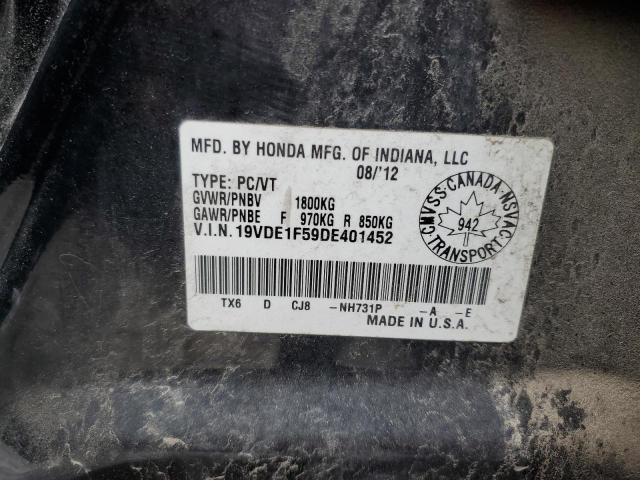 MFD. BY HONDA MFG. OF INDIANA, LLC
08/'12
TYPE: PC/VT
GVWR/PNBV 1800KG
GAWR/PNBE F 970KG R 850KG
V.I.N. 19VDE1F59DE401452
CMVSS · CANADA · NSVAC
942
TRANSPORT
TX6 D CJ8 -NH731P -A -E
MADE IN U.S.A.